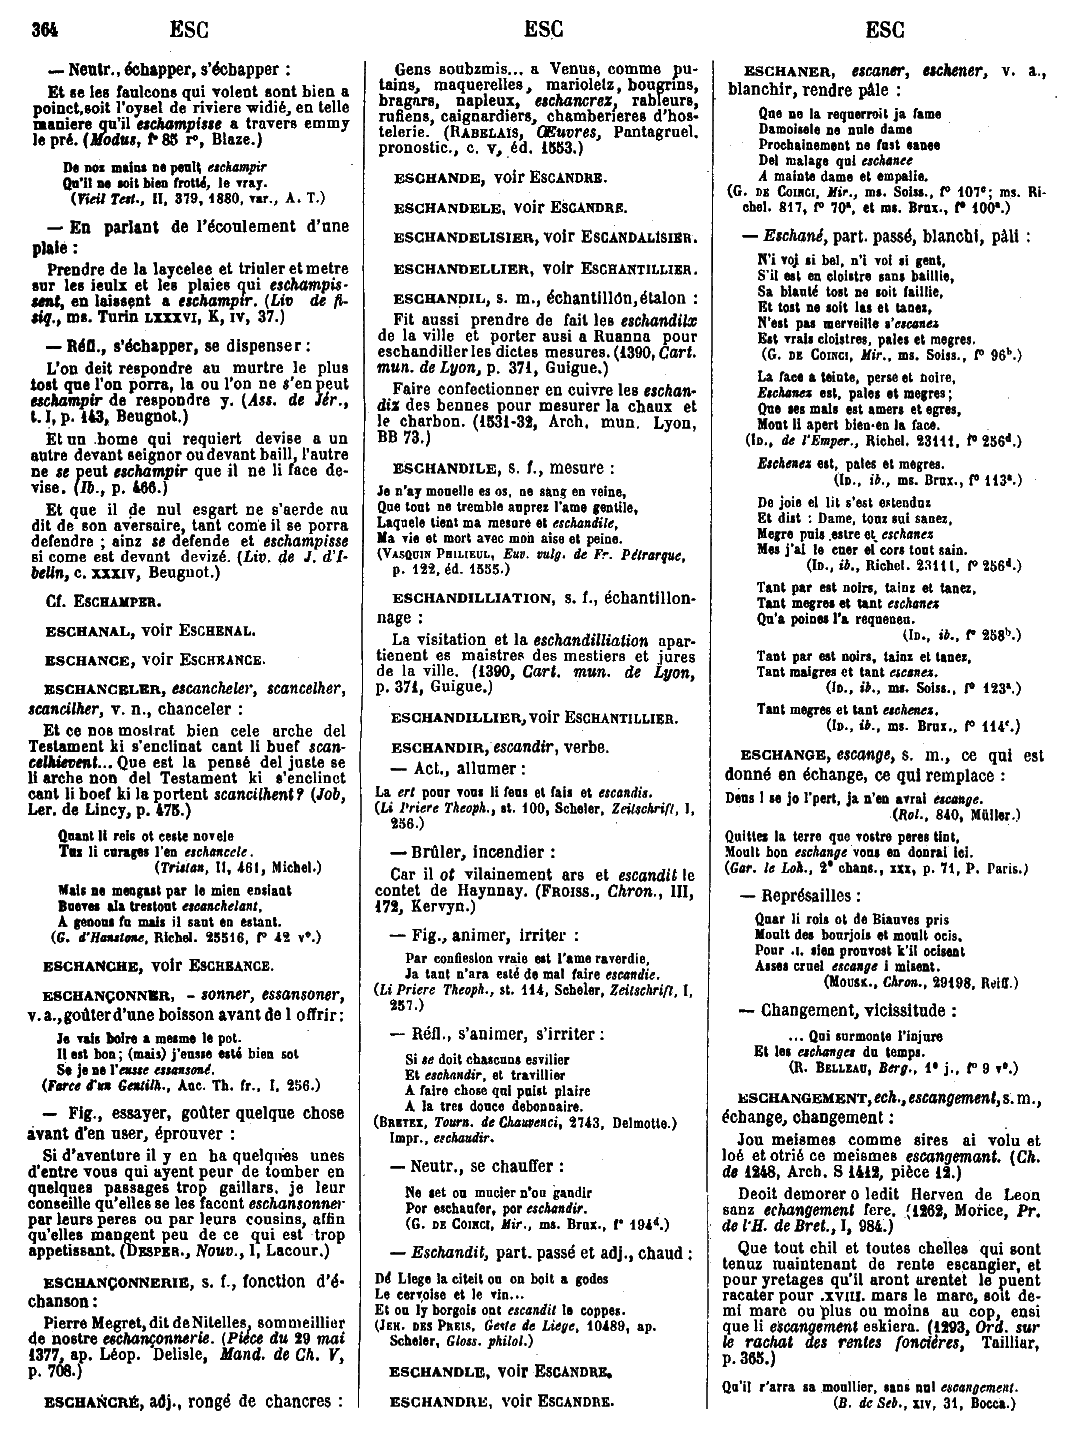 364 ESC ESC ESC
— Neutr., échapper, s'échapper :
Et se les faulcons qui volent sont bien a
poinct, soit l'oysel de riviere widié, en telle
maniere qu'il eschampisse a travers emmy
le pré. (Modus, f° 85 r°, Blaze.)
De noz mains ne peult eschampir
Qu'il ne soit bien frotté, le vray.
(Vieil Test., II, 379, 1880, var., A. T.)
— En parlant de l'écoulement d'une
plaie :
Prendre de la laycelee et triuler et metre
sur les ieulx et les plaies qui eschampis-
sent, en laissent a eschampir. (Liv de fi-
siq., ms. Turin LXXXVI, K, IV, 37.)
— Réfl., s'échapper, se dispenser :
L'on deit respondre au murtre le plus
tost que l'on porra, la ou l'on ne s'en peut
eschampir de respondre y. (Ass. de Jér.,
t. I, p. 143, Beugnot.)
Et un home qui requiert devise a un
autre devant seignor ou devant baill, l'autre
ne se peut eschampir que il ne li face de-
vise. (Ib., p. 466.)
Et que il de nul esgart ne s'aerde au
dit de son aversaire, tant come il se porra
defendre ; ainz se defende et eschampisse
si come est devant devizé. (Liv. de J. d'I-
belin, c. XXXIV, Beugnot.)
Cf. ESCHAMPER.
ESCHANAL, voir ESCHENAL.
ESCHANCE, voir ESCHEANCE.
ESCHANCELER, escancheler, scancelher,
scancilher, v. n., chanceler :
Et ce nos mostrat bien cele arche del
Testament ki s'enclinat cant li buef scan-
celhievent... Que est la pensé del juste se
li arche non del Testament ki s'enclinet
cant li boef ki la portent scancilhent ? (Job,
Ler. de Lincy, p. 475.)
Quant li reis ot ceste novele
Tuz li curages l'en eschancele.
(Tristan, II, 461, Michel.)
Mais ne mengast par le mien ensiant
Bueves ala trestout escanchelant,
A genous fu mais il saut en estant.
(G. d'Hanstone, Richel. 25516, f° 42 v°.)
ESCHANCHE, voir ESCHEANCE.
ESCHANÇONNER, - sonner, essansoner,
v. a., goûter d'une boisson avant de l offrir :
Je vais boire a mesme le pot.
Il est bon ; (mais) j'eusse esté bien sot
Se je ne l'eusse essansoné.
(Farce d'un Gentilh., Anc. Th. fr., I, 256.)
— Fig., essayer, goûter quelque chose
avant d'en user, éprouver :
Si d'aventure il y en ha quelques unes
d'entre vous qui ayent peur de tomber en
quelques passages trop gaillars, je leur
conseille qu'elles se les facent eschansonner
par leurs peres ou par leurs cousins, affin
qu'elles mangent peu de ce qui est trop
appetissant. (DESPER., Nouv., I, Lacour.)
ESCHANÇONNERIE, s. f., fonction d'é-
chanson :
Pierre Megret, dit de Nitelles, sommeillier
de nostre eschançonnerie. (Pièce du 29 mai
1377, ap. Léop. Delisle, Mand. de Ch. V,
p. 708.)
ESCHANCRÉ, adj., rongé de chancres :
Gens soubzmis... a Venus, comme pu-
tains, maquerelles, mariolelz, bougrins,
bragars, napleux, eschancrez, rableurs,
rufiens, caignardiers, chamberieres d'hos-
telerie. (RABELAIS, Œuvres, Pantagruel.
pronostic., c. v, éd. 1553.)
ESCHANDE, voir ESCANDRE.
ESCHANDELE, voir ESCANDRE.
ESCHANDELISIER, voir ESCANDALISIER.
ESCHANDELLIER, voir ESCHANTILLIER.
ESCHANDIL, s. m., échantillon, étalon :
Fit aussi prendre de fait les eschandilx
de la ville et porter ausi a Ruanna pour
eschandiller les dictes mesures. (1390, Cart.
mun. de Lyon, p. 371, Guigue.)
Faire confectionner en cuivre les eschan-
diz des bennes pour mesurer la chaux et
le charbon. (1531-32, Arch. mun. Lyon,
BB 73.)
ESCHANDILE, s. f., mesure :
Je n'ay mouelle es os, ne sang en veine,
Que tout ne tremble auprez l'ame gentile,
Laquele tient ma mesure et eschandile,
Ma vie et mort avec mon aise et peine.
(VASQUIN PHILIEUL, Euv. vulg. de Fr. Pétrarque,
p. 122, éd. 1555.)
ESCHANDILLIATION, s. f., échantillon-
nage :
La visitation et la eschandilliation apar-
tienent es maistres des mestiers et jures
de la ville. (1390, Cart. mun. de Lyon,
p. 371, Guigue.)
ESCHANDILLIER, voir ESCHANTILLIER.
ESCHANDIR, escandir, verbe.
— Act., allumer :
La ert pour vous li feus et fais et escandis.
(Li Priere Theoph., st. 100, Scheler, Zeitschrift, I,
256.)
— Brûler, incendier :
Car il ot vilainement ars et escandit le
contet de Haynnay. (FROISS., Chron., III,
172, Kervyn.)
— Fig., animer, irriter :
Par confession vraie est l'ame raverdie,
Ja tant n'ara esté de mal faire escandie.
(Li Priere Theoph., st. 114, Scheler, Zeitschrift, I,
257.)
— Réfl., s'animer, s'irriter :
Si se doit chascuns esvilier
Et eschandir, et travillier
A faire chose qui puist plaire
A la tres douce debonnaire.
(BRETEX, Tourn. de Chauvenci, 2743, Delmotte.)
Impr., eschaudir.
— Neutr., se chauffer :
Ne set ou mucier n'ou gandir
Por eschaufer, por eschandir.
(G. DE COINCI, Mir., ms. Brux., f° 194ᵈ.)
— Eschandit, part. passé et adj., chaud :
Dé Liege la citeit ou on boit a godes
Le cervoise et le vin...
Et ou ly borgois ont escandit le coppes.
(JEH. DES PREIS, Geste de Liege, 10489, ap.
Scheler, Gloss. philol.)
ESCHANDLE, voir ESCANDRE.
ESCHANDRE, voir ESCANDRE.
ESCHANER, escaner, eschener, v. a.,
blanchir, rendre pâle :
Que ne la requerroit ja fame
Damoisele ne nule dame
Prochainement ne fust sanee
Del malage qui eschanee
A mainte dame et empalie.
(G. DE COINCI, Mir., ms. Soiss., f° 107ᵉ; ms. Ri-
chel. 817, f° 70ᵃ, et ms. Brux., f° 100ᵃ.)
— Eschané, part. passé, blanchi, pâli :
N'i voj si bel, n'i voi si gent,
S'il est en cloistre sans baillie,
Sa biauté tost ne soit faillie,
Et tost ne soit las et tanez,
N'est pas merveille s'escanez
Est vrais cloistres, pales et megres.
(G. DE COINCI, Mir., ms. Soiss., f° 96ᵇ.)
La face a teinte, perse et noire,
Eschanez est, pales et megres ;
Que ses mals est amers et egres,
Mont li apert bien en la face.
(ID., de l'Emper., Richel. 23111, f° 256ᵈ.)
Eschenez est, pales et megres.
(ID., ib., ms. Brux., f° 113ᵃ.)
De joie el lit s'est estenduz
Et dist : Dame, touz sui sanez,
Megre puis estre et eschanez
Mes j'ai le cuer el cors tout sain.
(ID., ib., Richel. 23111, f° 256ᵈ.)
Tant par est noirs, tainz et tanez,
Tant megres et tant eschanez
Qu'a poines l'a requeneu.
(ID., ib., f° 258ᵇ.)
Tant par est noirs, tainz et tanez,
Tant maigres et tant escanez.
(ID., ib., ms. Soiss., f° 123ᵃ.)
Tant megres et tant eschenez.
(ID., ib., ms. Brux., f° 114ᶜ.)
ESCHANGE, escange, s. m., ce qui est
donné en échange, ce qui remplace :
Deus I se jo l'pert, ja n'en avrai escange.
(Rol., 840, Müller.)
Quittez la terre que vostre peres tint,
Moult bon eschange vous en donrai ici.
(Gar. le Loh., 2ᵉ chans., XXX, p. 71, P. Paris.)
— Représailles :
Quar li rois ot de Biauves pris
Moult des bourjois et moult ocis.
Pour .I. sien prouvost k'il ocisent
Asses cruel escange i misent.
(MOUSK., Chron., 29198, Reiff.)
— Changement, vicissitude :
... Qui surmonte l'injure
Et les eschanges du temps.
(R. BELLEAU, Berg., 1ᵉ j., f° 9 v°.)
ESCHANGEMENT, ech., escangement, s. m.,
échange, changement :
Jou meismes comme sires ai volu et
loé et otrié ce meismes escangemant. (Ch.
de 1248, Arch. S 1412, pièce 12.)
Deoit demorer o ledit Herven de Leon
sanz echangement fere. (1262, Morice, Pr.
de l'H. de Bret., I, 984.)
Que tout chil et toutes chelles qui sont
tenuz maintenant de rente escangier, et
pour yretages qu'il aront arentet le puent
racater pour .XVIII. mars le marc, soit de-
mi marc ou plus ou moins au cop, ensi
que li escangement eskiera. (1293, Ord. sur
le rachat des rentes foncières, Tailliar,
p. 365.)
Qu'il r'arra sa moullier, sans nul escangement.
(B. de Seb., XIV, 31, Bocca.)